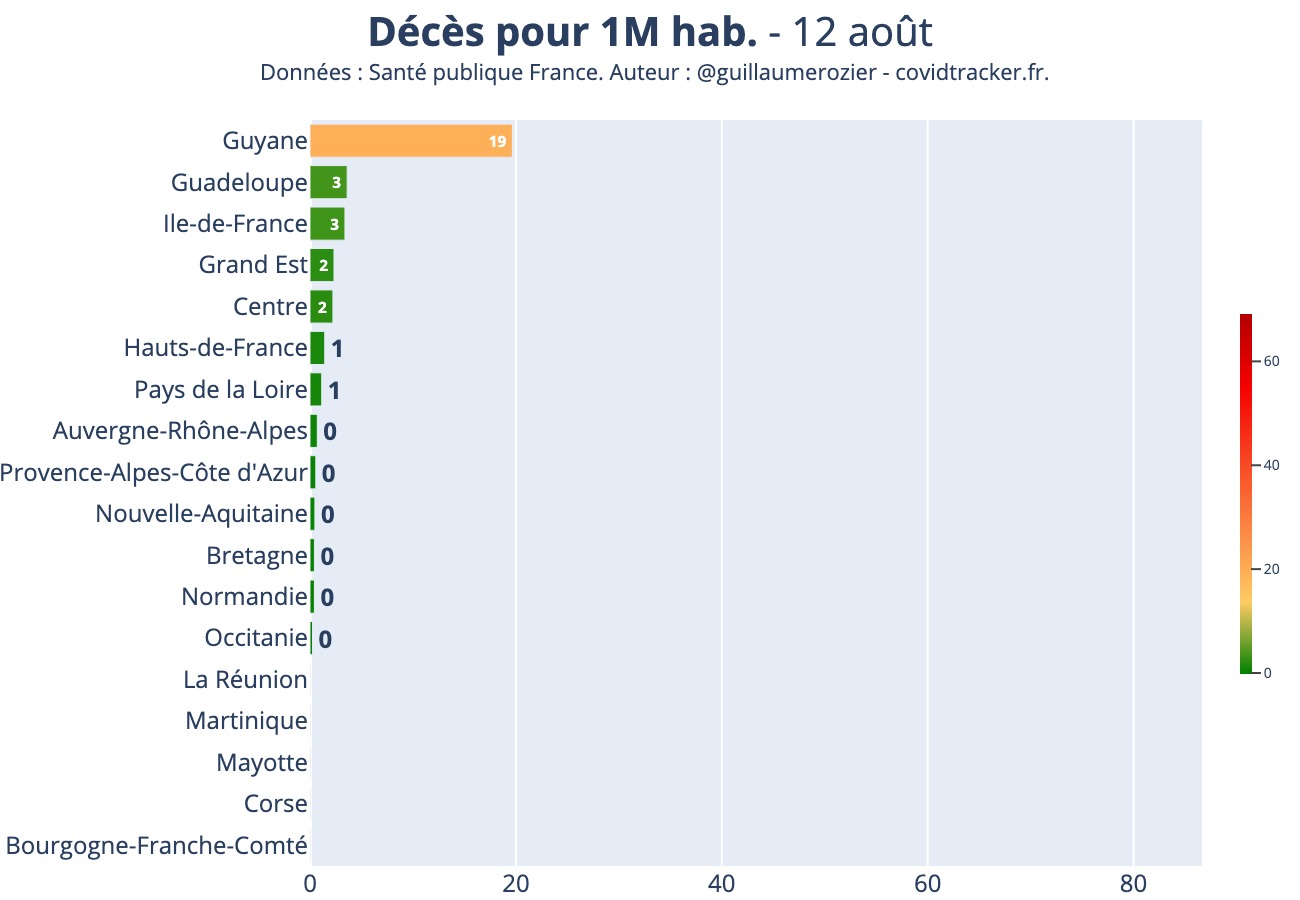 Décès pour 1M hab. - 12 août
Données : Santé publique France. Auteur : @guillaumerozier - covidtracker.fr.
Guyane 19
Guadeloupe 3
Ile-de-France 3
Grand Est 2
Centre 2
Hauts-de-France 1
Pays de la Loire 1
Auvergne-Rhône-Alpes 0
Provence-Alpes-Côte d'Azur 0
Nouvelle-Aquitaine 0
Bretagne 0
Normandie 0
Occitanie 0
La Réunion
Martinique
Mayotte
Corse
Bourgogne-Franche-Comté
0 20 40 60 80
60
40
20
0